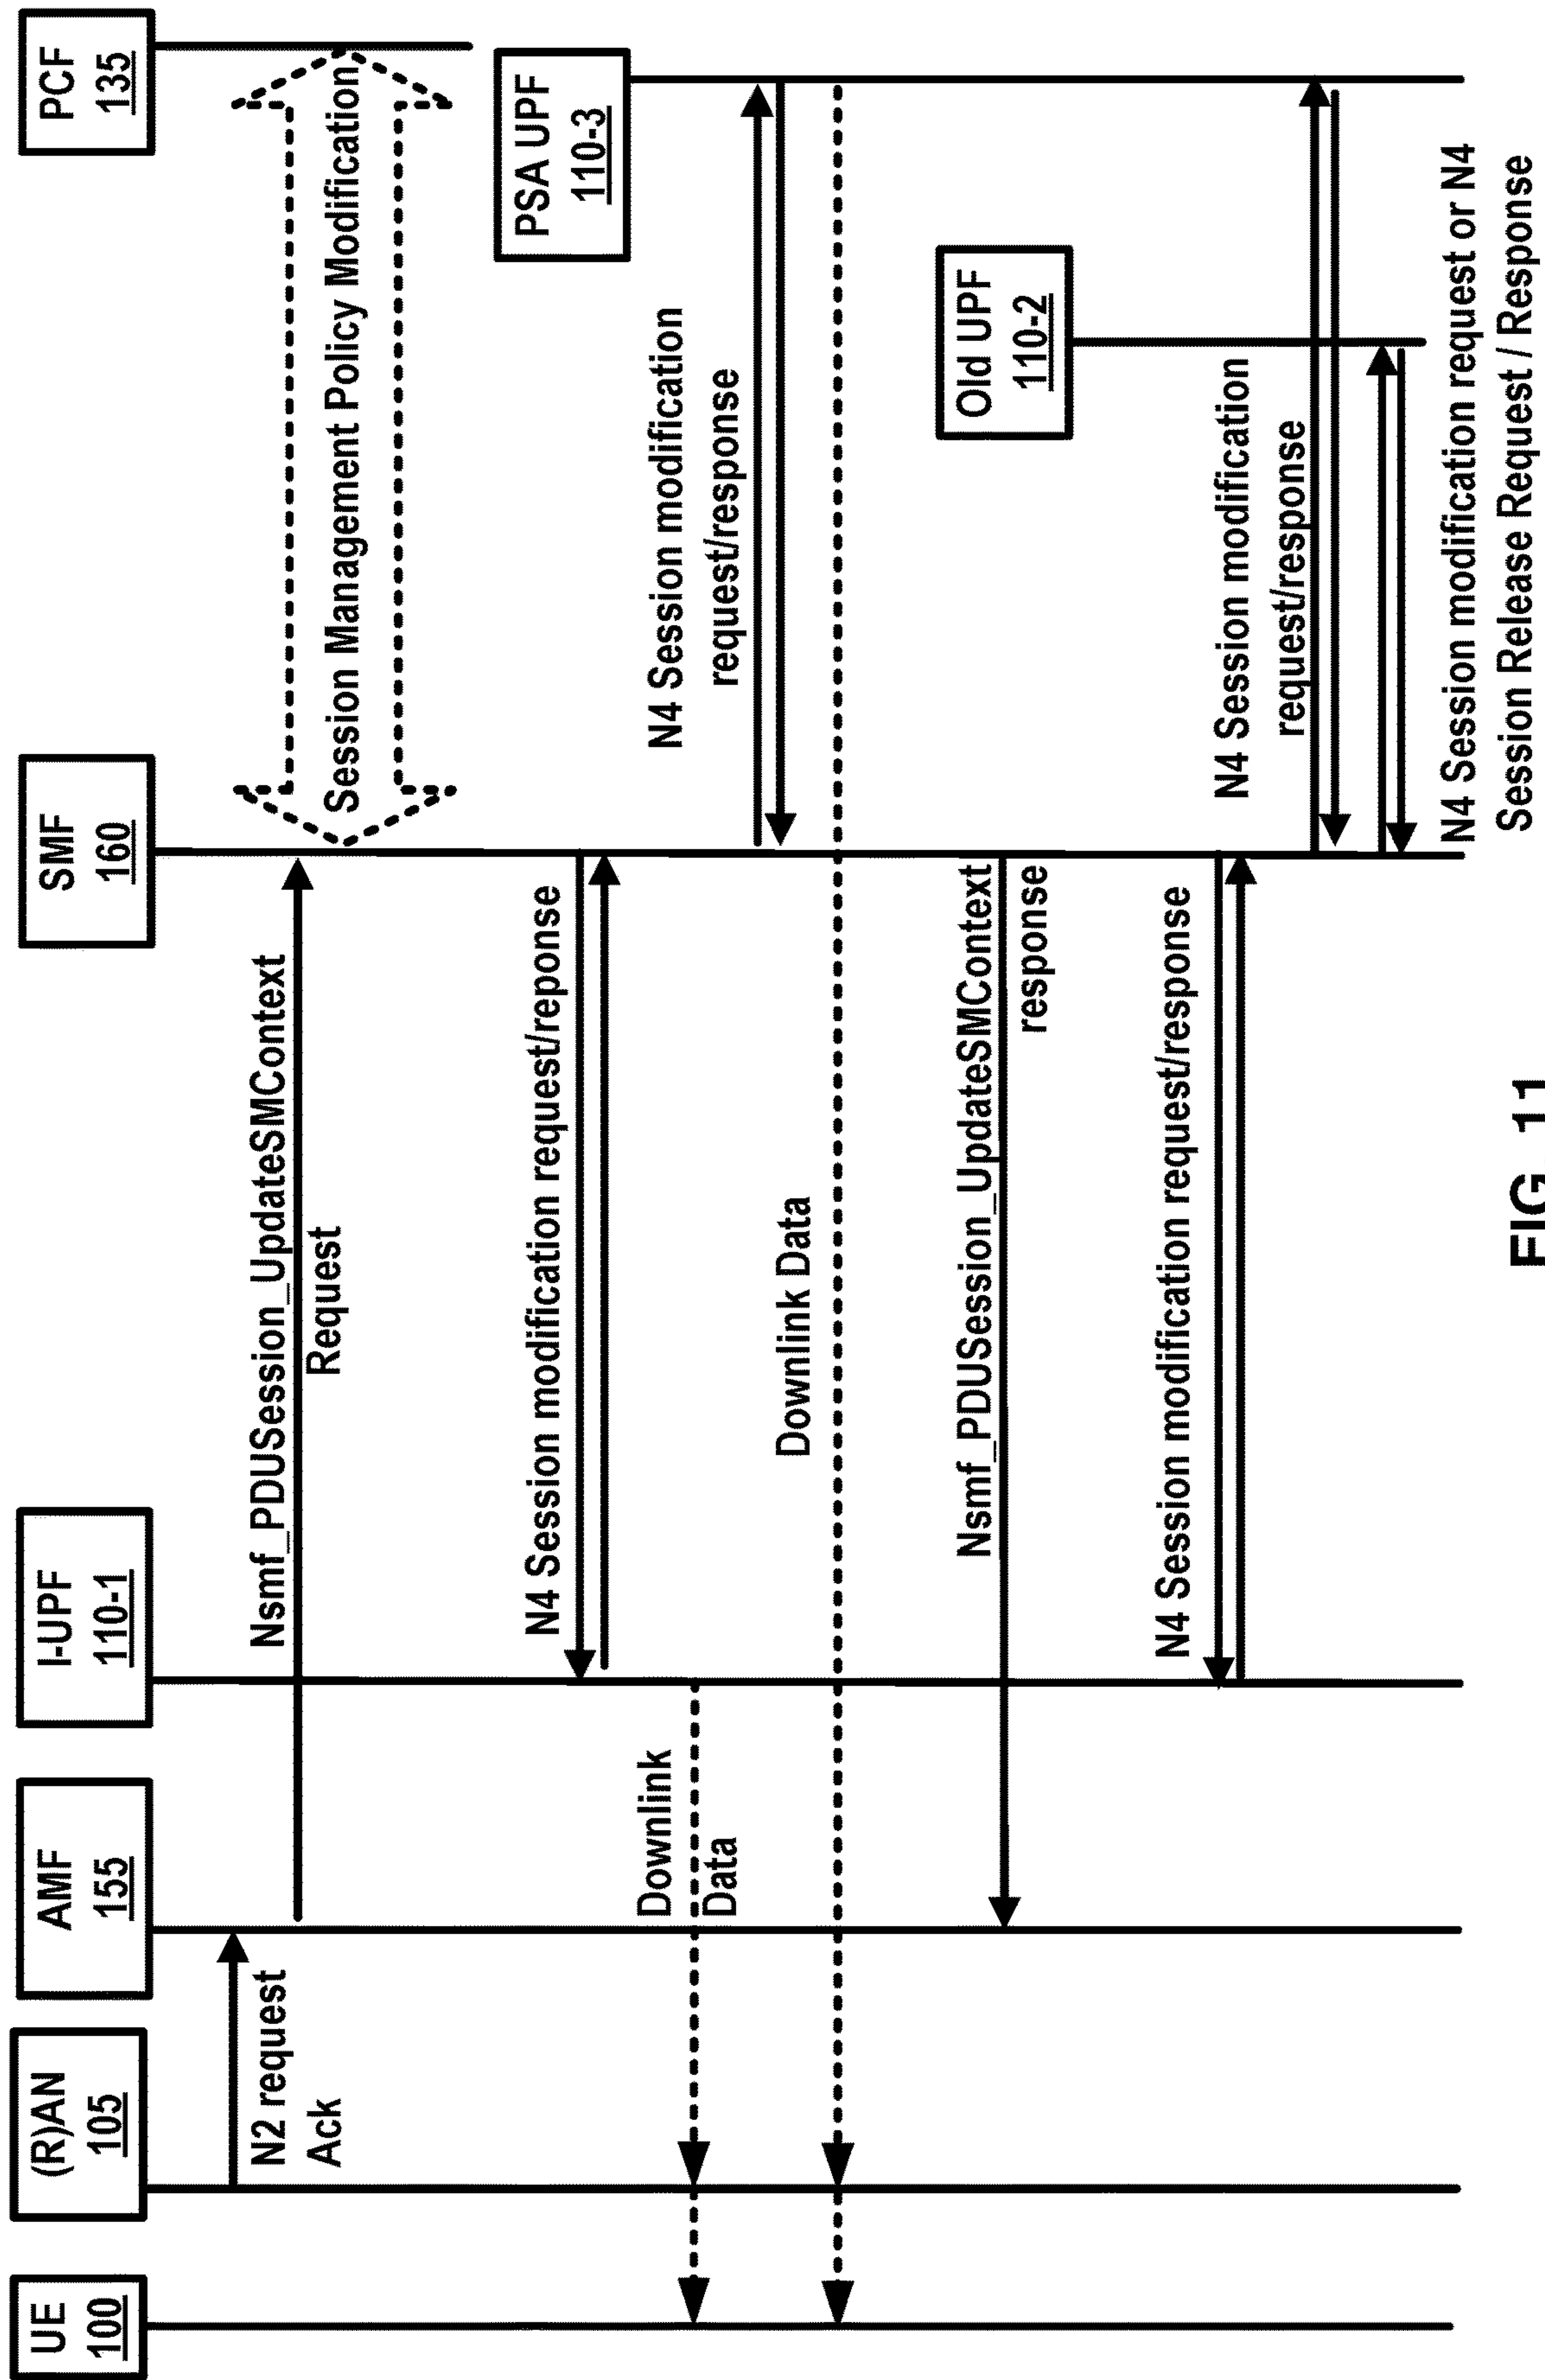 UE
100
(R)AN
105
AMF
155
I-UPF
110-1
SMF
160
PCF
135
N2 request
Ack
Nsmf_PDUSession_UpdateSMContext
Request
Session Management Policy Modification
N4 Session modification request/reponse
PSA UPF
110-3
Downlink
Data
N4 Session modification
request/response
Downlink Data
Nsmf_PDUSession_UpdateSMContext
response
Old UPF
110-2
N4 Session modification request/response
N4 Session modification
request/response
N4 Session modification request or N4
Session Release Request / Response
FIG. 11